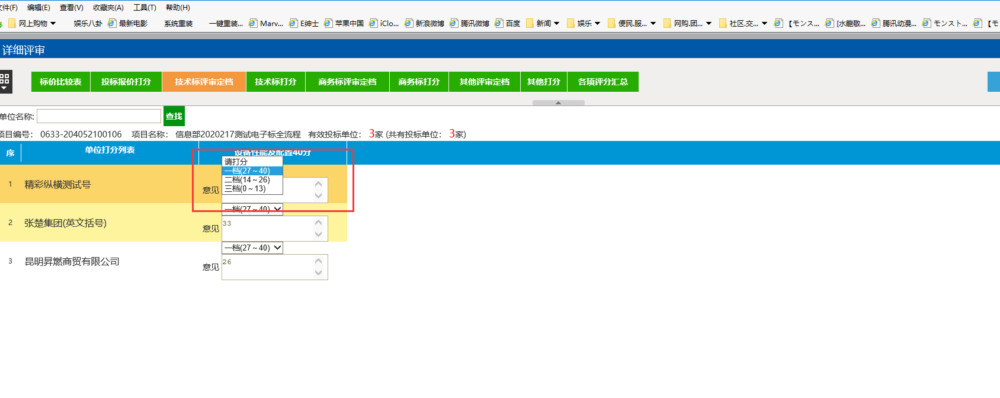 文件(F) 编辑(E) 查看(V) 收藏夹(A) 工具(T) 帮助(H)
网上购物 娱乐八卦 最新电影 系统重装 一键重装... Marv... E绅士 苹果中国 iClo... 新浪微博 腾讯微博 百度 新闻 娱乐 便民.服... 网购.团... 社区.交... 【モンス... [水龍敬... 腾讯动漫... モンスト... 【モ
详细评审
标价比较表 投标报价打分 技术标评审定档 技术标打分 商务标评审定档 商务标打分 其他评审定档 其他打分 各项评分汇总
单位名称: 查找
项目编号： 0633-204052100106 项目名称： 信息部2020217测试电子标全流程 有效投标单位： 3家 (共有投标单位： 3家)
序 单位打分列表 设备性能及配置40分
请打分
一档(27～40)
二档(14～26)
三档(0～13)
1 精彩纵横测试号 意见
一档(27～40)
2 张楚集团(英文括号) 意见 33
一档(27～40)
3 昆明昇燃商贸有限公司 意见 26